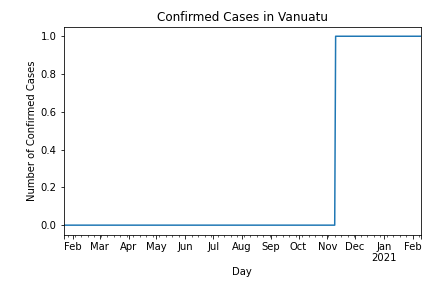 Confirmed Cases in Vanuatu
Number of Confirmed Cases
1.0
0.8
0.6
0.4
0.2
0.0
Feb Mar Apr May Jun Jul Aug Sep Oct Nov Dec Jan Feb
2021
Day